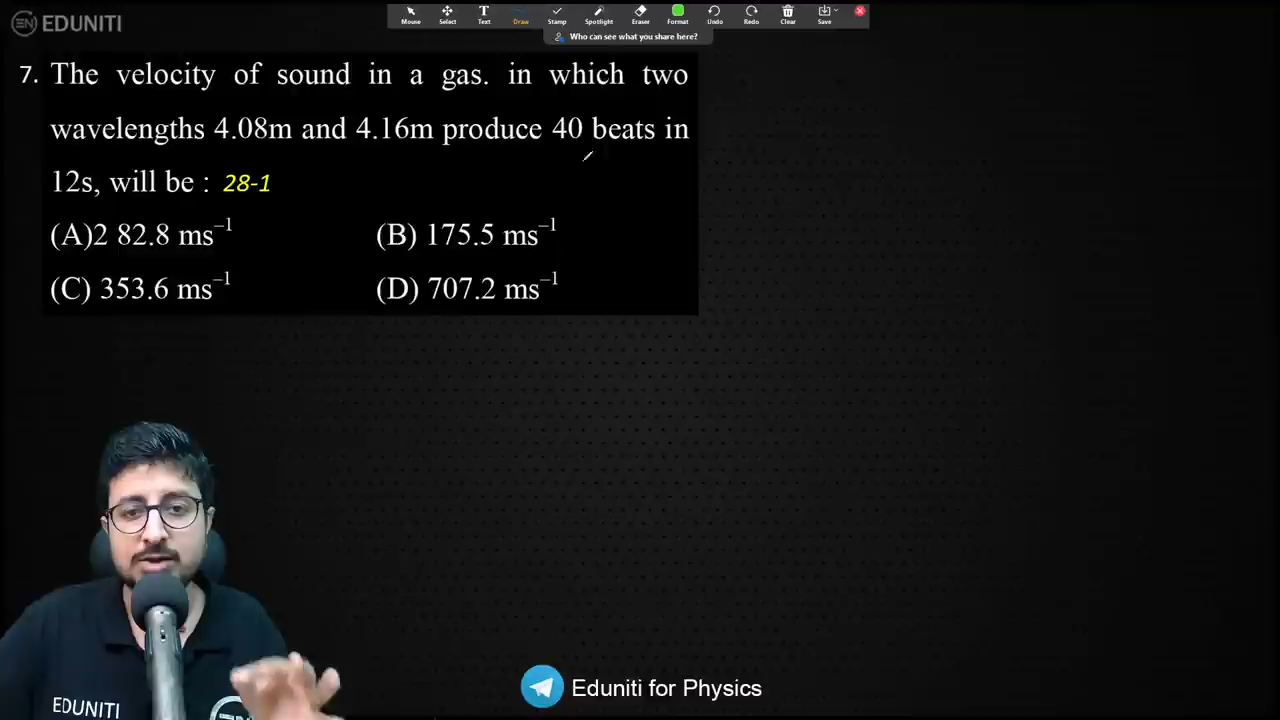 EDUNITI
Mouse Select Text Draw Stamp Spotlight Eraser Format Undo Redo Clear Save
Who can see what you share here?
7. The velocity of sound in a gas. in which two
wavelengths 4.08m and 4.16m produce 40 beats in
12s, will be : 28-1
(A)2 82.8 ms⁻¹ (B) 175.5 ms⁻¹
(C) 353.6 ms⁻¹ (D) 707.2 ms⁻¹
EDUNITI
Eduniti for Physics